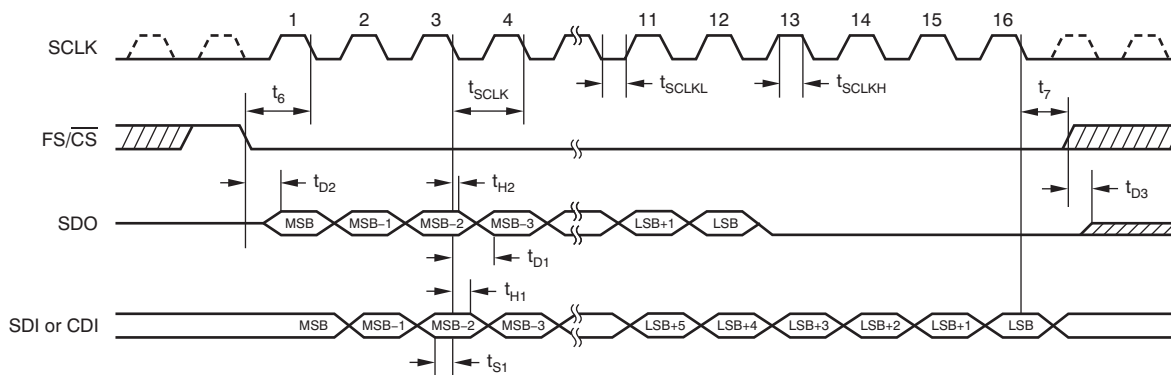 1 2 3 4 11 12 13 14 15 16
SCLK
t6 tSCLK tSCLKL tSCLKH t7
FS/CS
tD2 tH2 tD3
SDO MSB MSB–1 MSB–2 MSB–3 LSB+1 LSB
tD1
tH1
SDI or CDI MSB MSB–1 MSB–2 MSB–3 LSB+5 LSB+4 LSB+3 LSB+2 LSB+1 LSB
tS1